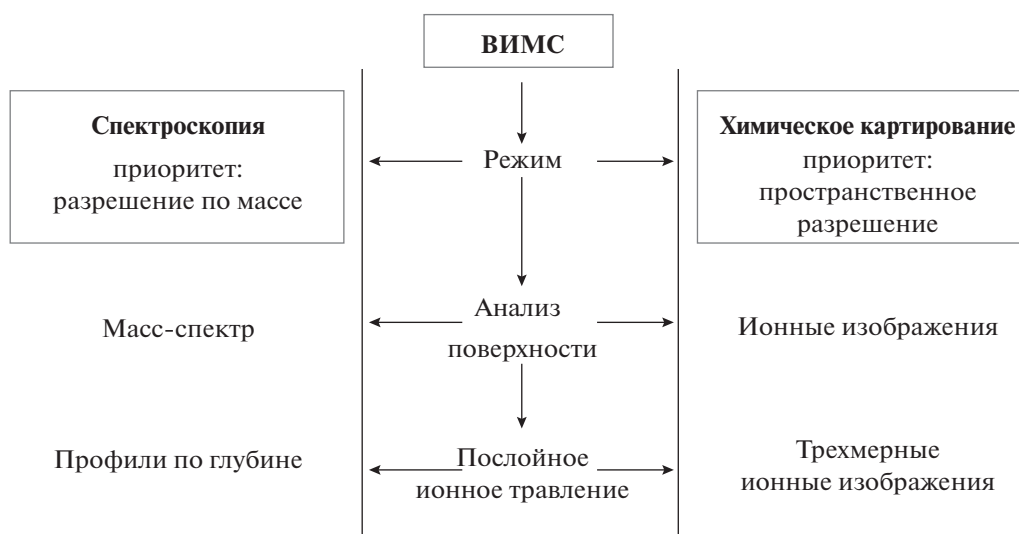 ВИМС
Спектроскопия
приоритет:
разрешение по массе
Режим
Химическое картирование
приоритет:
пространственное
разрешение
Масс-спектр
Анализ
поверхности
Ионные изображения
Профили по глубине
Послойное
ионное травление
Трехмерные
ионные изображения